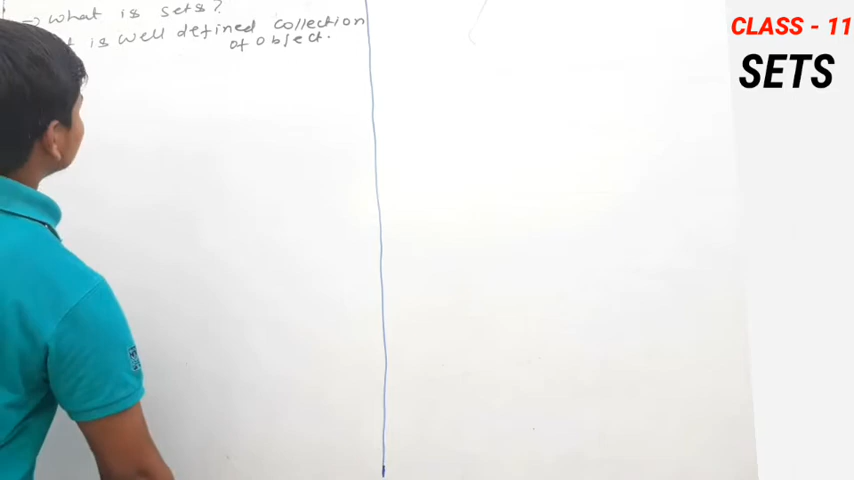 → What is sets?
is well defined collection
of object.
CLASS - 11
SETS